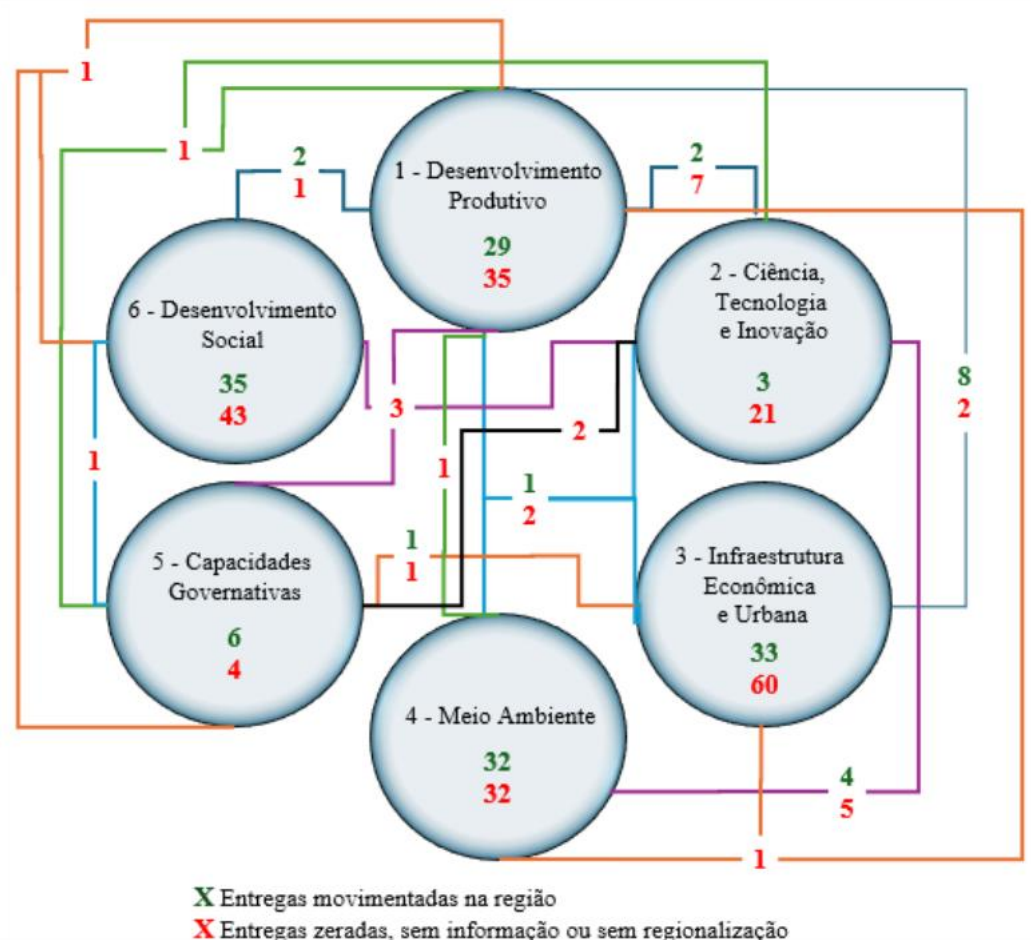 1
1
2
1
2
7
1 - Desenvolvimento
Produtivo
29
35
2 - Ciência,
Tecnologia
e Inovação
3
21
6 - Desenvolvimento
Social
35
43
8
2
3
2
1
1
1
2
1
1
5 - Capacidades
Governativas
6
4
3 - Infraestrutura
Econômica
e Urbana
33
60
4 - Meio Ambiente
32
32
4
5
1
X Entregas movimentadas na região
X Entregas zeradas, sem informação ou sem regionalização